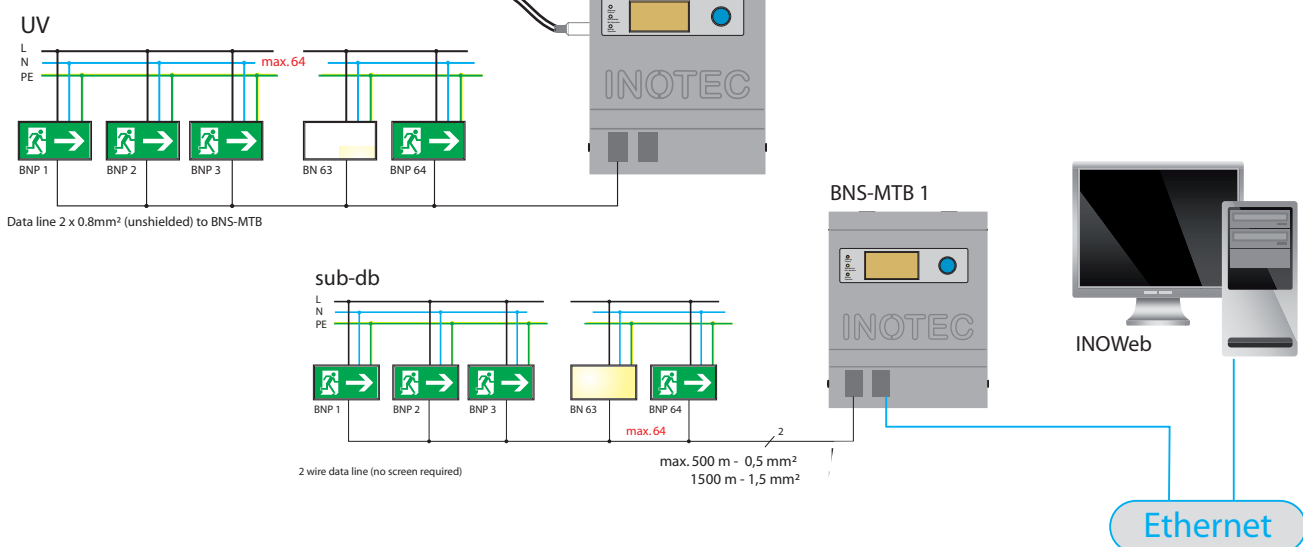 UV
L
N
PE
max. 64
INOTEC
BNP 1
BNP 2
BNP 3
BN 63
BNP 64
Data line 2 x 0.8mm² (unshielded) to BNS-MTB
BNS-MTB 1
INOTEC
sub-db
L
N
PE
BNP 1
BNP 2
BNP 3
BN 63
BNP 64
max. 64
2
2 wire data line (no screen required)
max. 500 m - 0,5 mm²
1500 m - 1,5 mm²
INOWeb
Ethernet